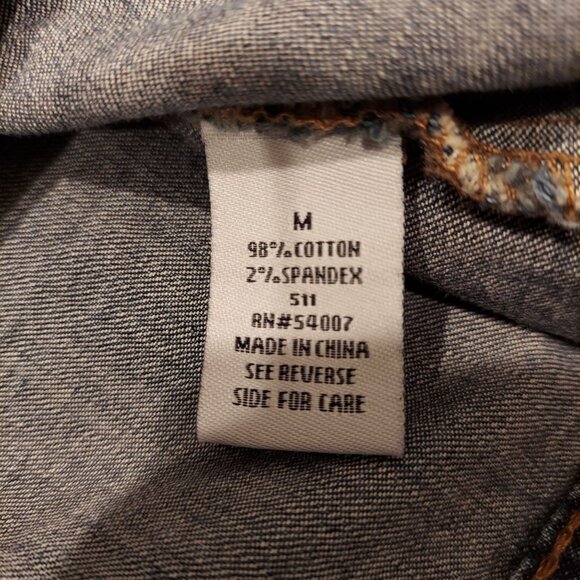 M
98%COTTON
2%SPANDEX
511
RN#54007
MADE IN CHINA
SEE REVERSE
SIDE FOR CARE